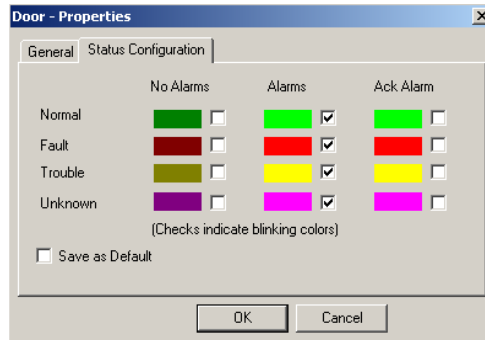 Door - Properties
General Status Configuration
No Alarms Alarms Ack Alarm
Normal
Fault
Trouble
Unknown
(Checks indicate blinking colors)
Save as Default
OK Cancel